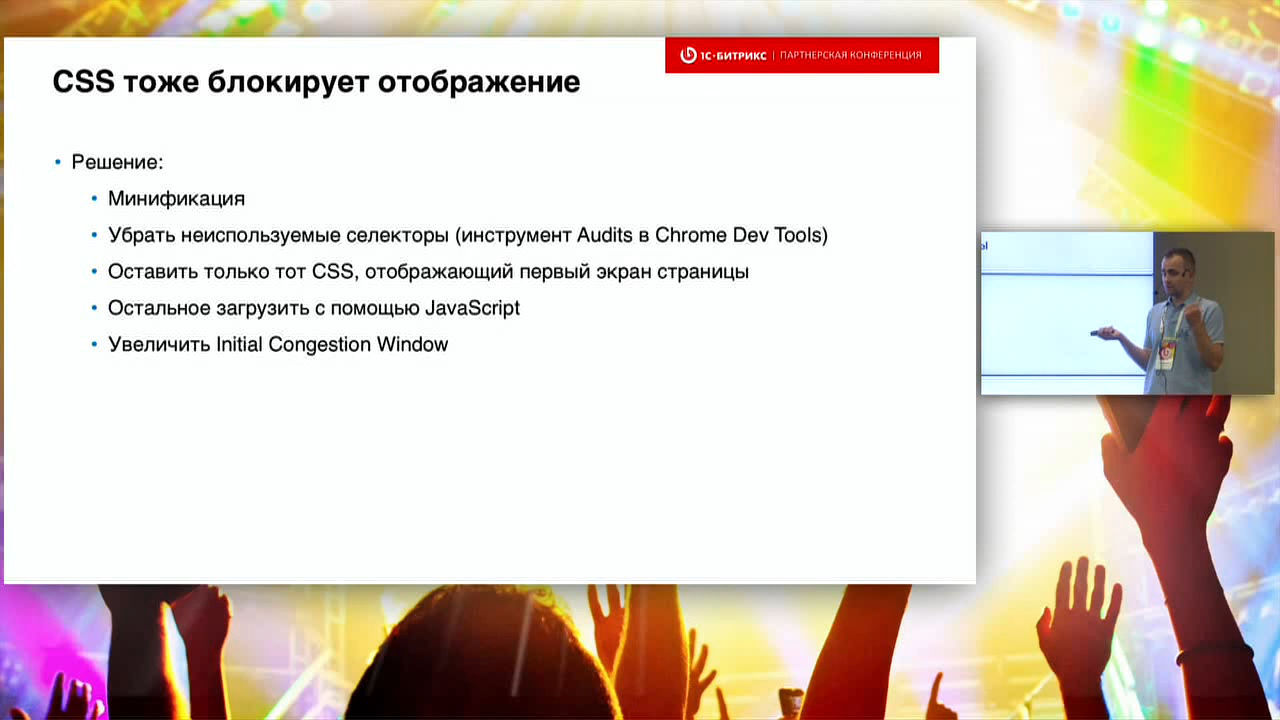 1С-БИТРИКС | ПАРТНЕРСКАЯ КОНФЕРЕНЦИЯ
CSS тоже блокирует отображение
• Решение:
• Минификация
• Убрать неиспользуемые селекторы (инструмент Audits в Chrome Dev Tools)
• Оставить только тот CSS, отображающий первый экран страницы
• Остальное загрузить с помощью JavaScript
• Увеличить Initial Congestion Window
ы